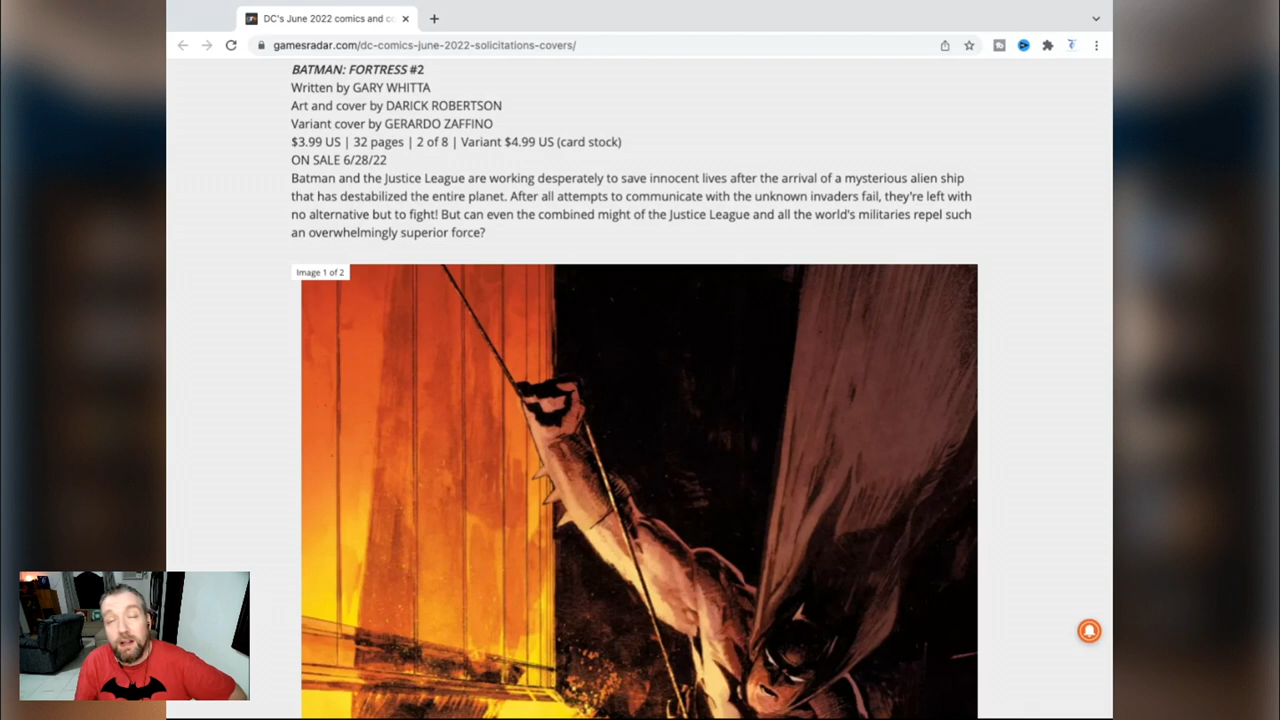 DC's June 2022 comics and co
gamesradar.com/dc-comics-june-2022-solicitations-covers/
BATMAN: FORTRESS #2
Written by GARY WHITTA
Art and cover by DARICK ROBERTSON
Variant cover by GERARDO ZAFFINO
$3.99 US | 32 pages | 2 of 8 | Variant $4.99 US (card stock)
ON SALE 6/28/22
Batman and the Justice League are working desperately to save innocent lives after the arrival of a mysterious alien ship
that has destabilized the entire planet. After all attempts to communicate with the unknown invaders fail, they're left with
no alternative but to fight! But can even the combined might of the Justice League and all the world's militaries repel such
an overwhelmingly superior force?
Image 1 of 2